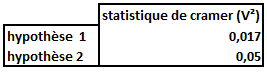 statistique de cramer (V²)
hypothèse 1 0,017
hypothèse 2 0,05